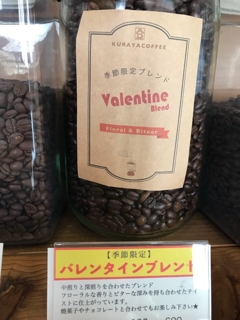 KURAYACOFFEE
季節限定ブレンド
Valentine
Blend
Floral & Bitter
【季節限定】
バレンタインブレンド
中煎りと深煎りを合わせたブレンド
フローラルな香りとビターな深みを持ち合わせたテイ
ストに仕上がっています。
焼菓子やチョコレートと合わせてもお楽しみ下さい★